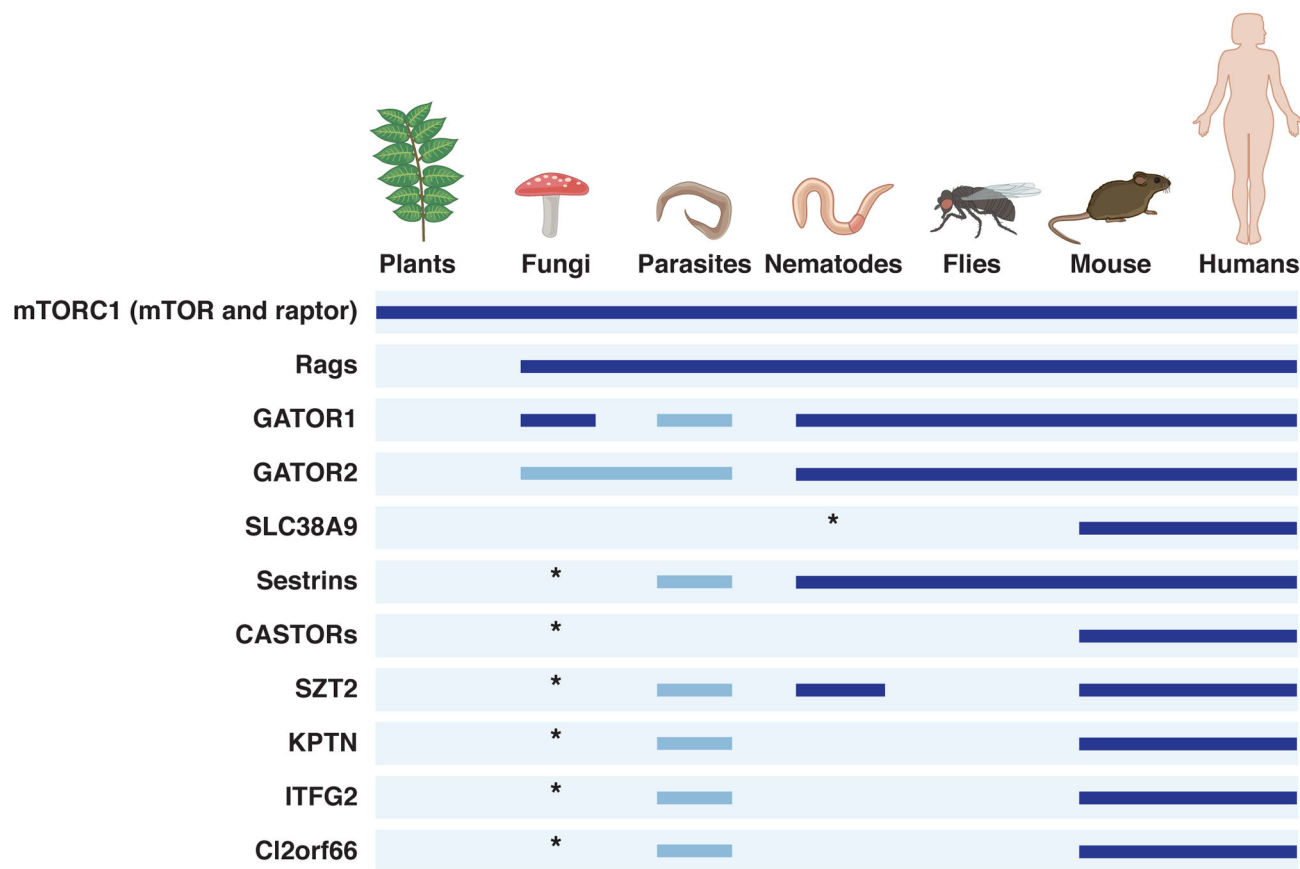 Plants Fungi Parasites Nematodes Flies Mouse Humans
mTORC1 (mTOR and raptor)
Rags
GATOR1
GATOR2
SLC38A9 *
Sestrins *
CASTORs *
SZT2 *
KPTN *
ITFG2 *
Cl2orf66 *